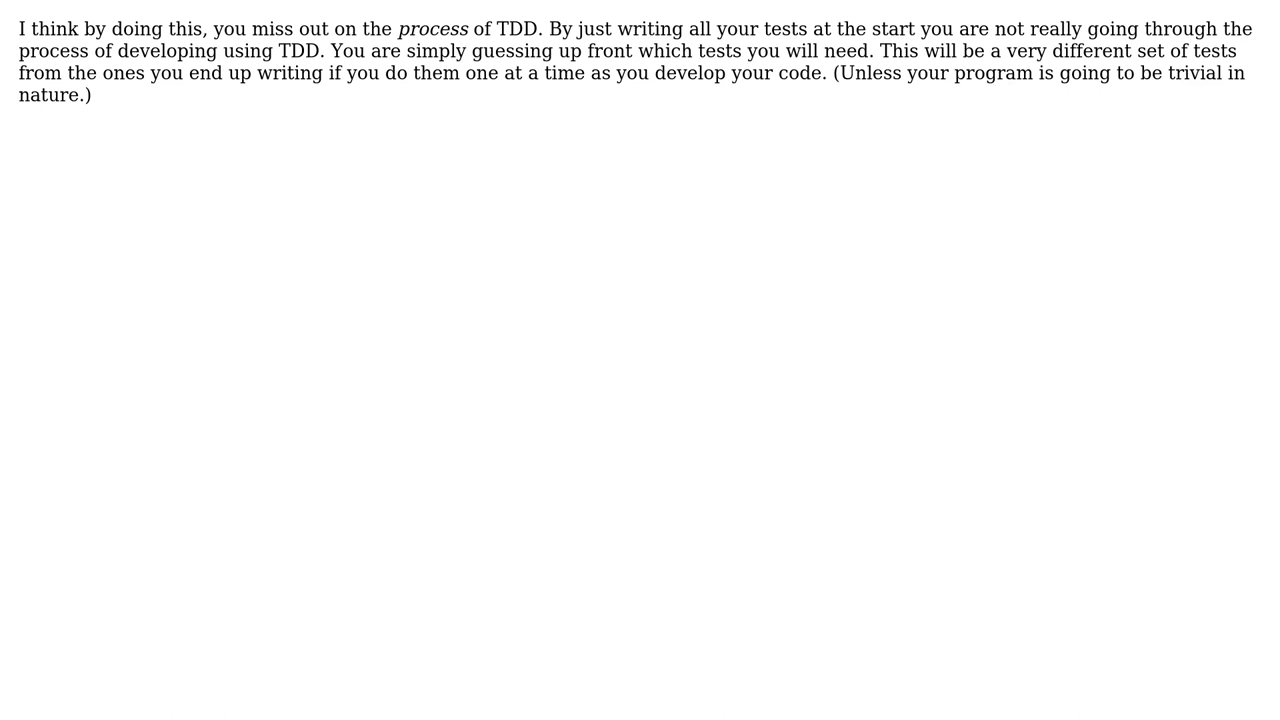 I think by doing this, you miss out on the process of TDD. By just writing all your tests at the start you are not really going through the
process of developing using TDD. You are simply guessing up front which tests you will need. This will be a very different set of tests
from the ones you end up writing if you do them one at a time as you develop your code. (Unless your program is going to be trivial in
nature.)